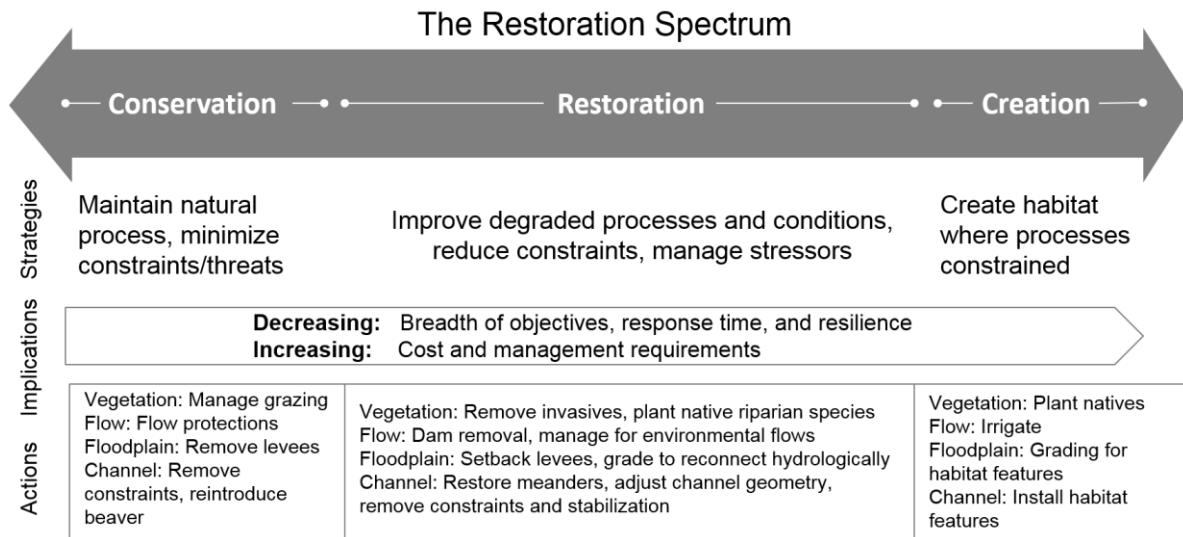 The Restoration Spectrum
Conservation
Restoration
Creation
Strategies
Maintain natural
process, minimize
constraints/threats
Improve degraded processes and conditions,
reduce constraints, manage stressors
Create habitat
where processes
constrained
Implications
Decreasing: Breadth of objectives, response time, and resilience
Increasing: Cost and management requirements
Actions
Vegetation: Manage grazing
Flow: Flow protections
Floodplain: Remove levees
Channel: Remove
constraints, reintroduce
beaver
Vegetation: Remove invasives, plant native riparian species
Flow: Dam removal, manage for environmental flows
Floodplain: Setback levees, grade to reconnect hydrologically
Channel: Restore meanders, adjust channel geometry,
remove constraints and stabilization
Vegetation: Plant natives
Flow: Irrigate
Floodplain: Grading for
habitat features
Channel: Install habitat
features